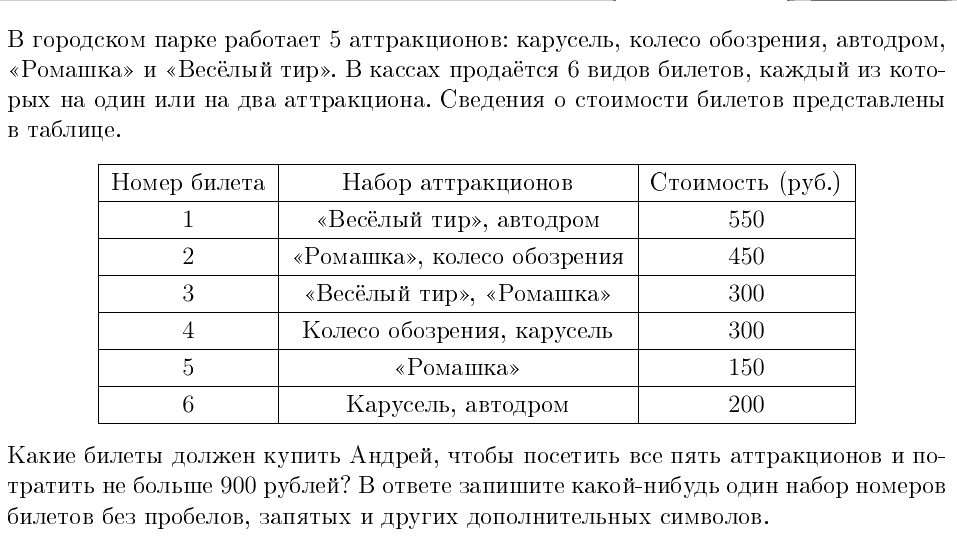 В городском парке работает 5 аттракционов: карусель, колесо обозрения, автодром,
«Ромашка» и «Весёлый тир». В кассах продаётся 6 видов билетов, каждый из кото-
рых на один или на два аттракциона. Сведения о стоимости билетов представлены
в таблице.
Номер билета Набор аттракционов Стоимость (руб.)
1 «Весёлый тир», автодром 550
2 «Ромашка», колесо обозрения 450
3 «Весёлый тир», «Ромашка» 300
4 Колесо обозрения, карусель 300
5 «Ромашка» 150
6 Карусель, автодром 200
Какие билеты должен купить Андрей, чтобы посетить все пять аттракционов и по-
тратить не больше 900 рублей? В ответе запишите какой-нибудь один набор номеров
билетов без пробелов, запятых и других дополнительных символов.